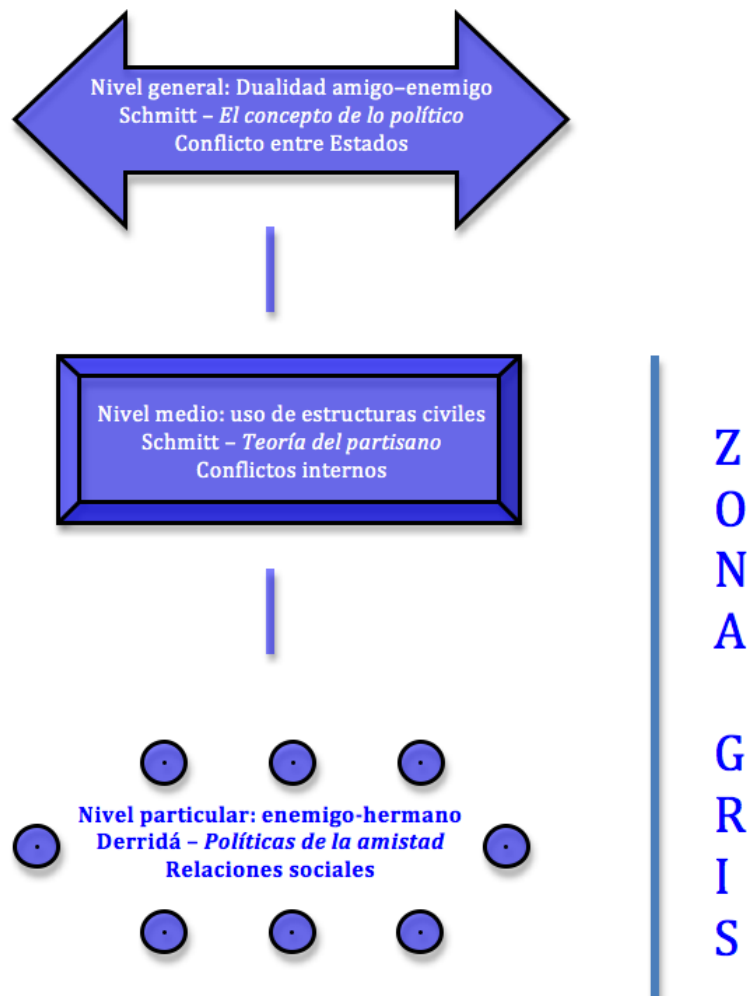 Nivel general: Dualidad amigo–enemigo
Schmitt – El concepto de lo político
Conflicto entre Estados
Nivel medio: uso de estructuras civiles
Schmitt – Teoría del partisano
Conflictos internos
Nivel particular: enemigo-hermano
Derridá – Políticas de la amistad
Relaciones sociales
Z
O
N
A
G
R
I
S